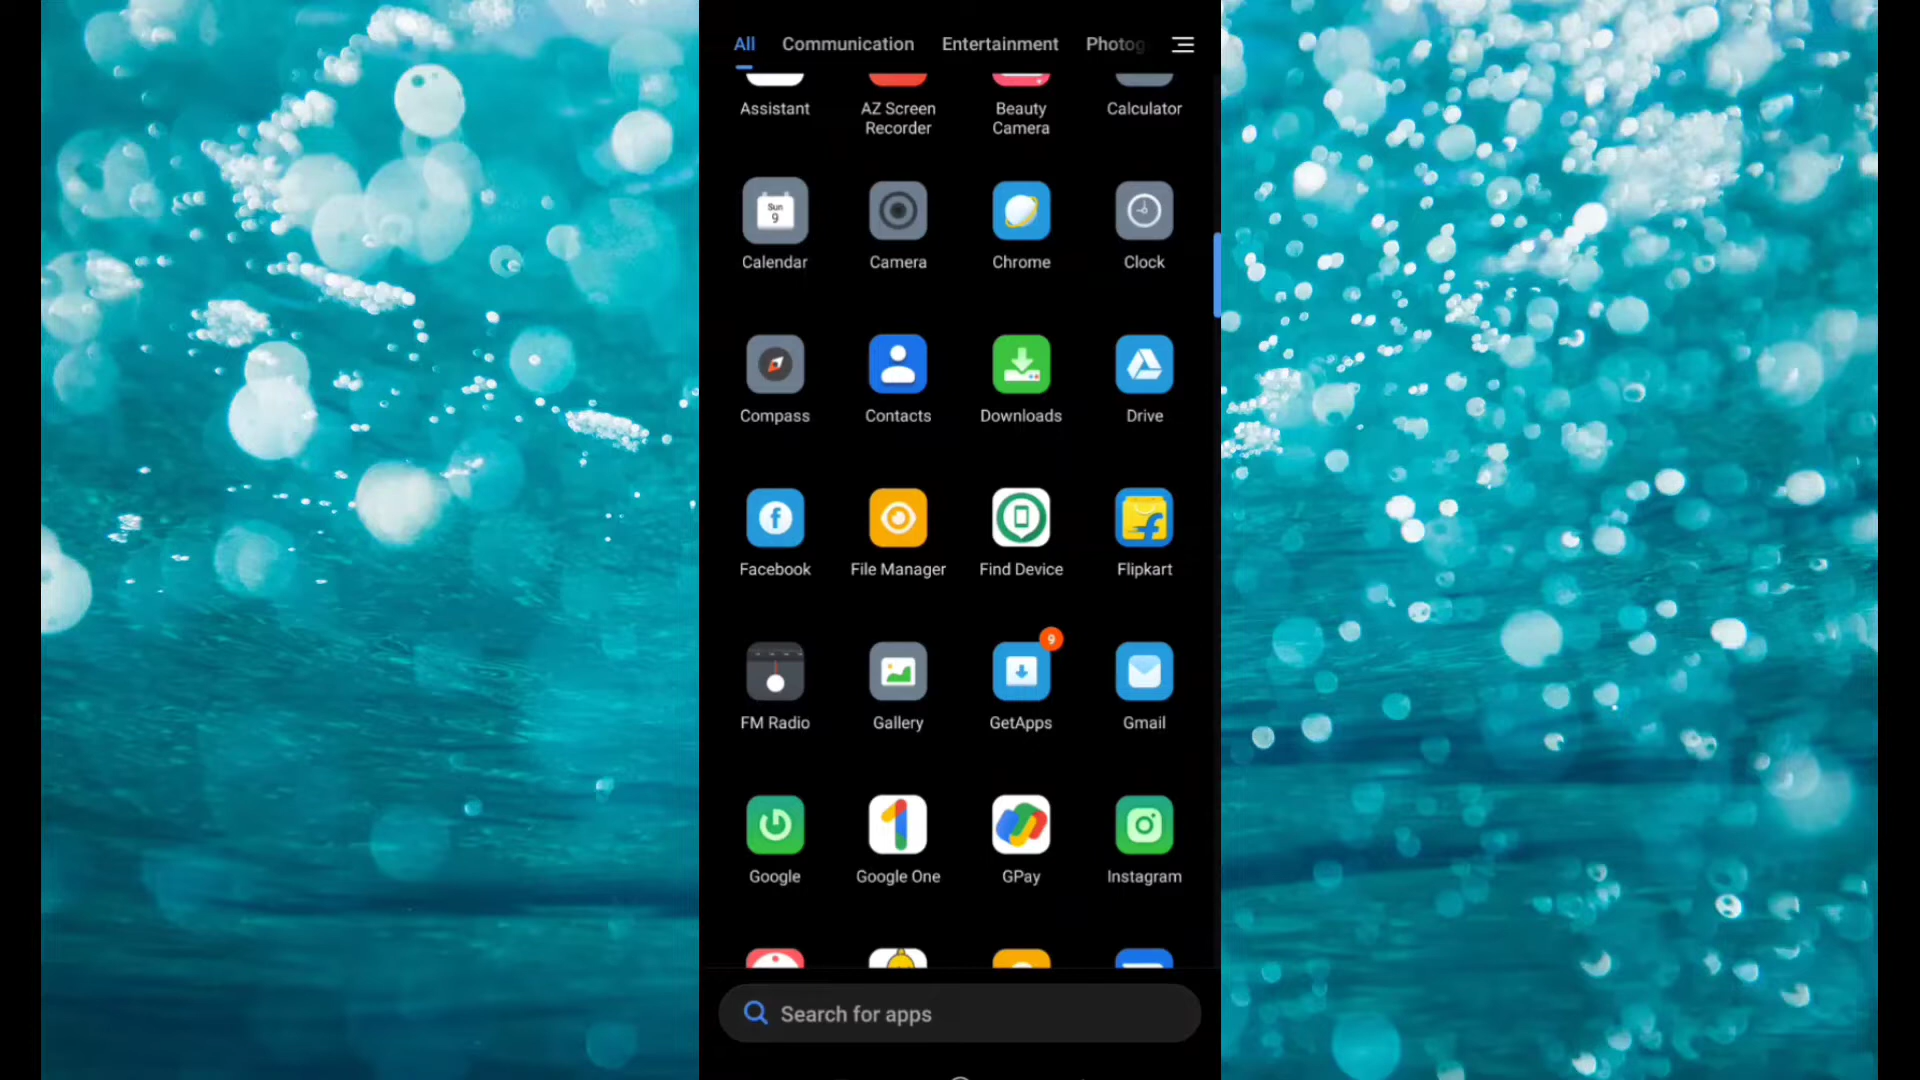 All Communication Entertainment Photog
Assistant AZ Screen Recorder Beauty Camera Calculator
Sun
9
Calendar Camera Chrome Clock
Compass Contacts Downloads Drive
Facebook File Manager Find Device Flipkart
9
FM Radio Gallery GetApps Gmail
Google Google One GPay Instagram
Search for apps